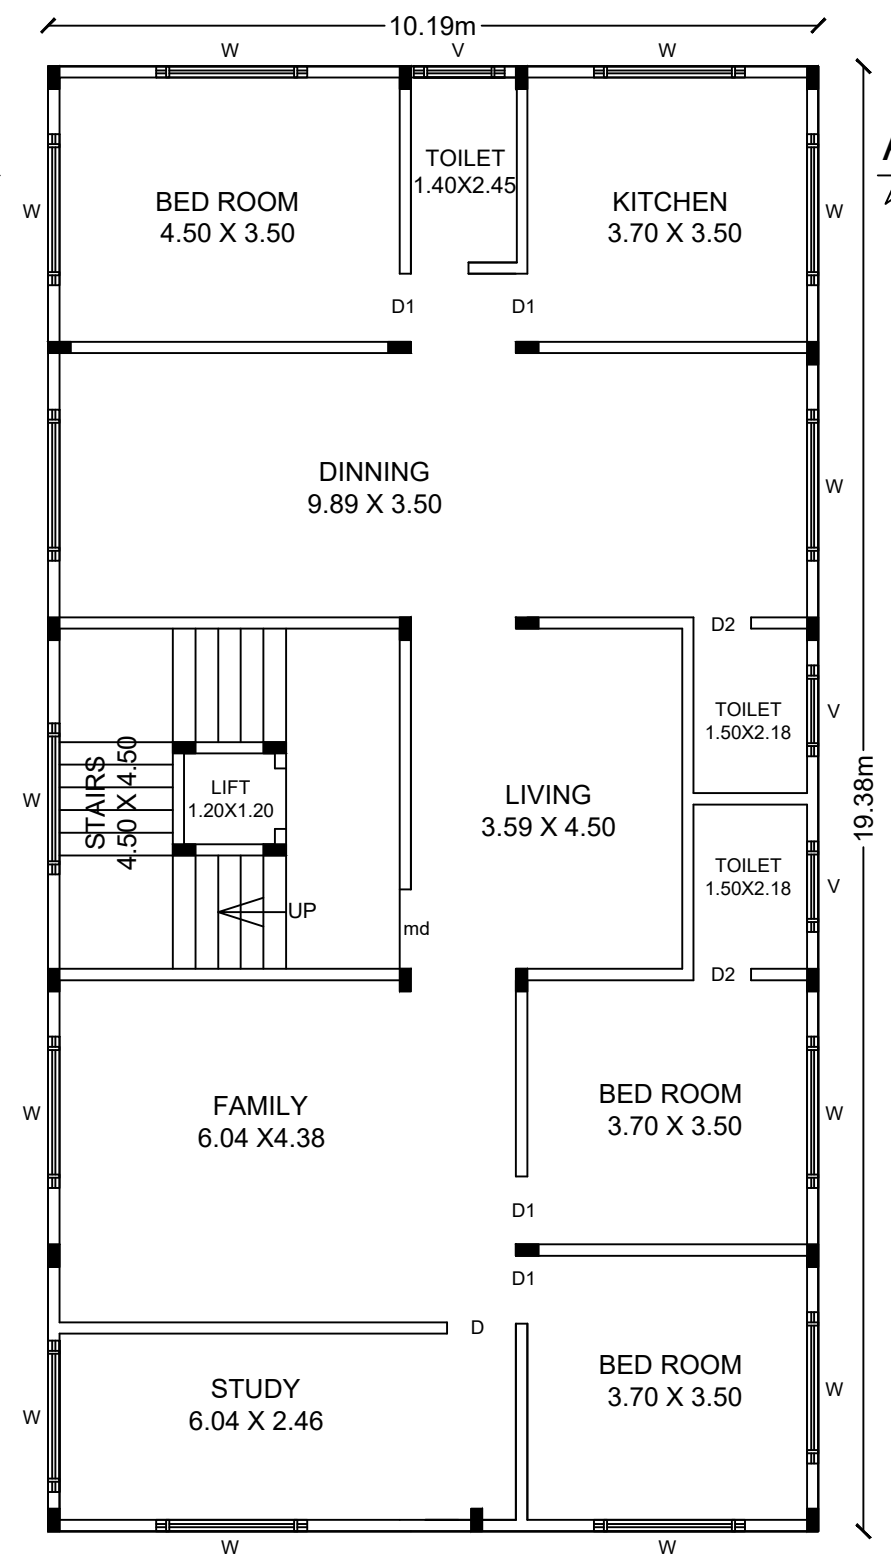 10.19m
W
V
W
TOILET
1.40X2.45
BED ROOM
4.50 X 3.50
KITCHEN
3.70 X 3.50
W
W
D1
D1
DINNING
9.89 X 3.50
W
D2
TOILET
1.50X2.18
V
STAIRS
4.50 X 4.50
W
LIFT
1.20X1.20
LIVING
3.59 X 4.50
19.38m
TOILET
1.50X2.18
V
UP
md
D2
FAMILY
6.04 X4.38
W
BED ROOM
3.70 X 3.50
W
D1
D1
D
STUDY
6.04 X 2.46
W
BED ROOM
3.70 X 3.50
W
W
W